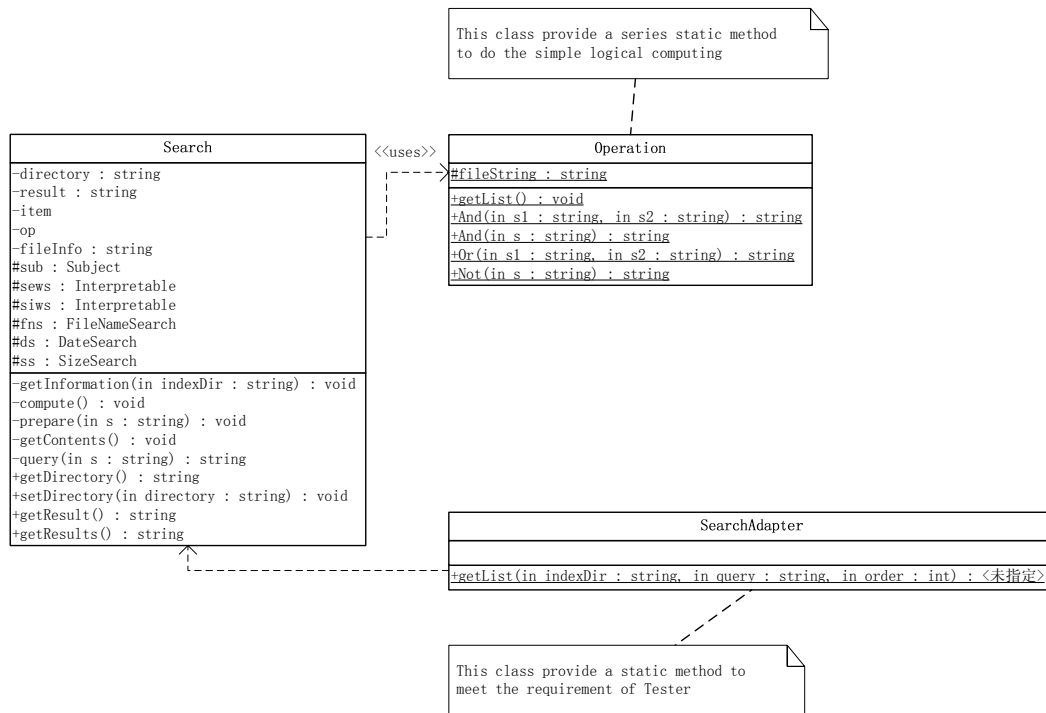 This class provide a series static method
to do the simple logical computing
Search
-directory : string
-result : string
-item
-op
-fileInfo : string
#sub : Subject
#sews : Interpretable
#siws : Interpretable
#fns : FileNameSearch
#ds : DateSearch
#ss : SizeSearch
-getInformation(in indexDir : string) : void
-compute() : void
-prepare(in s : string) : void
-getContents() : void
-query(in s : string) : string
+getDirectory() : string
+setDirectory(in directory : string) : void
+getResult() : string
+getResults() : string
<<uses>>
Operation
#fileString : string
+getList() : void
+And(in s1 : string, in s2 : string) : string
+And(in s : string) : string
+Or(in s1 : string, in s2 : string) : string
+Not(in s : string) : string
SearchAdapter
+getList(in indexDir : string, in query : string, in order : int) : <未指定>
This class provide a static method to
meet the requirement of Tester